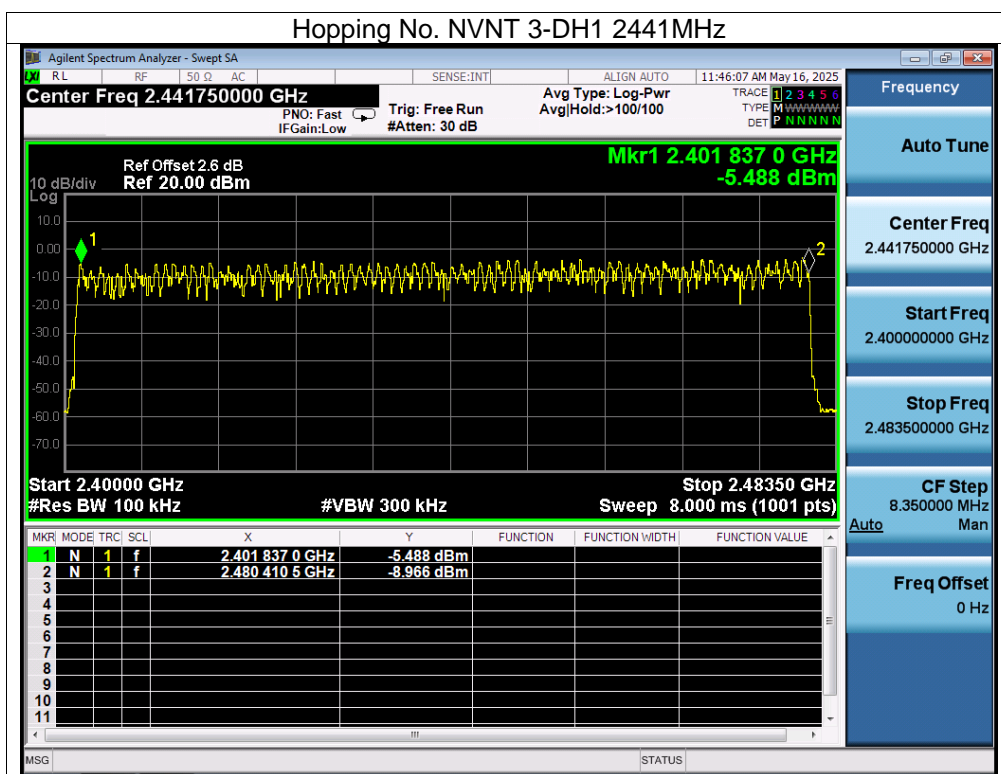 Hopping No. NVNT 3-DH1 2441MHz
Agilent Spectrum Analyzer - Swept SA
LXI RL RF 50 Ω AC SENSE:INT ALIGN AUTO 11:46:07 AM May 16, 2025
Center Freq 2.441750000 GHz
PNO: Fast
IFGain:Low
Trig: Free Run
#Atten: 30 dB
Avg Type: Log-Pwr
Avg|Hold:>100/100
TRACE 1 2 3 4 5 6
TYPE M WWWWW
DET P N N N N N
Ref Offset 2.6 dB
10 dB/div Ref 20.00 dBm
Log
Mkr1 2.401 837 0 GHz
-5.488 dBm
10.0
0.00
-10.0
-20.0
-30.0
-40.0
-50.0
-60.0
-70.0
1
2
Start 2.40000 GHz Stop 2.48350 GHz
#Res BW 100 kHz #VBW 300 kHz Sweep 8.000 ms (1001 pts)
MKR MODE TRC SCL X Y FUNCTION FUNCTION WIDTH FUNCTION VALUE
1 N 1 f 2.401 837 0 GHz -5.488 dBm
2 N 1 f 2.480 410 5 GHz -8.966 dBm
3
4
5
6
7
8
9
10
11
MSG STATUS
Frequency
Auto Tune
Center Freq
2.441750000 GHz
Start Freq
2.400000000 GHz
Stop Freq
2.483500000 GHz
CF Step
8.350000 MHz
Auto Man
Freq Offset
0 Hz